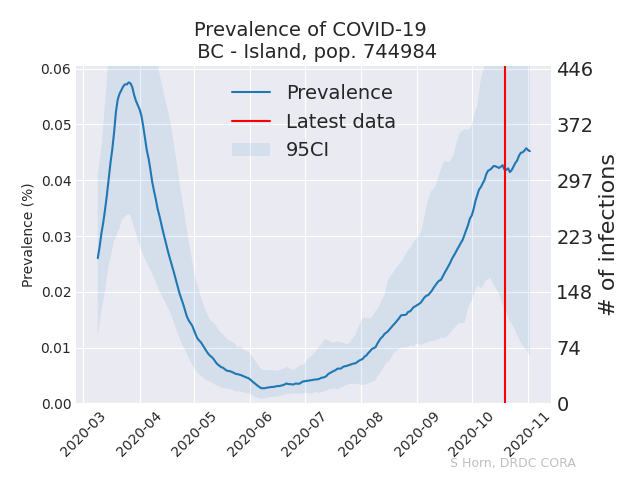 Prevalence of COVID-19
BC - Island, pop. 744984
Prevalence
Latest data
95CI
Prevalence (%)
0.06
0.05
0.04
0.03
0.02
0.01
0.00
446
372
297
223
148
74
0
# of infections
2020-03
2020-04
2020-05
2020-06
2020-07
2020-08
2020-09
2020-10
2020-11
S Horn, DRDC CORA